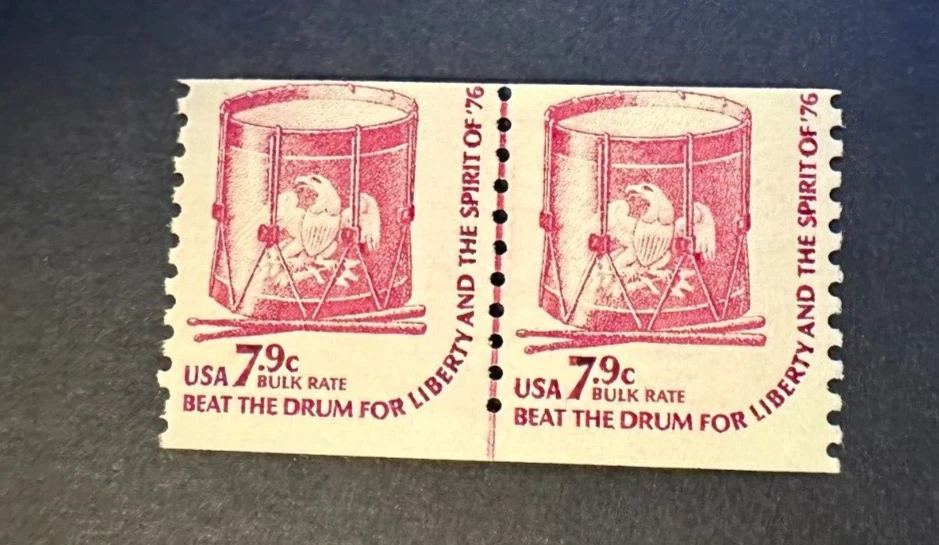 USA 7.9c
BULK RATE
BEAT THE DRUM FOR LIBERTY AND THE SPIRIT OF '76
USA 7.9c
BULK RATE
BEAT THE DRUM FOR LIBERTY AND THE SPIRIT OF '76